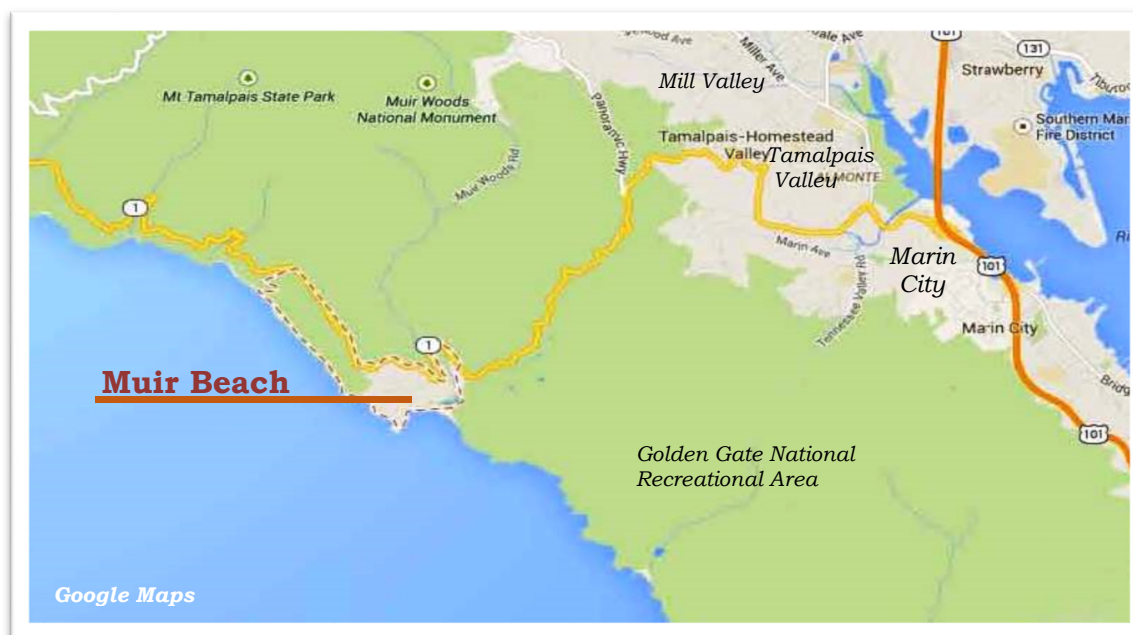 101
131
Miller Ave
Strawberry
Mill Valley
Mt Tamalpais State Park
Muir Woods
National Monument
Panoramic Hwy
Southern Mar
Fire District
Tamalpais-Homestead
Valley
Tamalpais
Valley
Muir Woods Rd
1
Marin Ave
Marin
City
101
Tennessee Valley Rd
Marin City
1
Muir Beach
101
Golden Gate National
Recreational Area
Google Maps